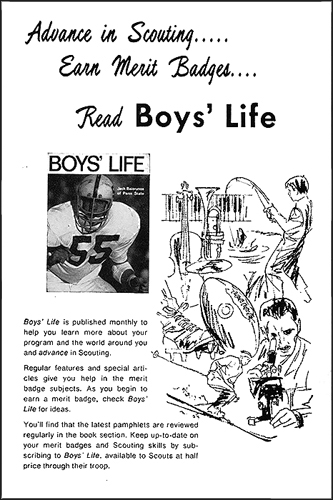 Advance in Scouting.....
Earn Merit Badges....
Read Boys' Life
BOYS' LIFE
of Penn State
55
Boys' Life is published monthly to
help you learn more about your
program and the world around you
and advance in Scouting.
Regular features and special arti-
cles give you help in the merit
badge subjects. As you begin to
earn a merit badge, check Boys'
Life for ideas.
You'll find that the latest pamphlets are reviewed
regularly in the book section. Keep up-to-date on
your merit badges and Scouting skills by sub-
scribing to Boys' Life, available to Scouts at half
price through their troop.